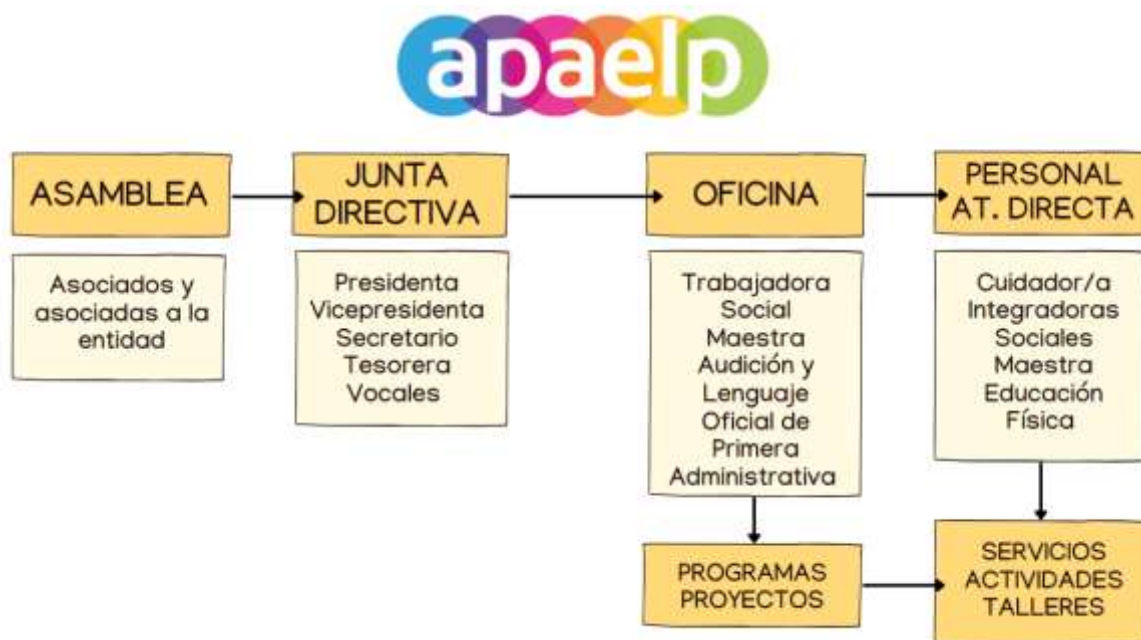 apaelp
ASAMBLEA
Asociados y
asociadas a la
entidad
JUNTA
DIRECTIVA
Presidenta
Vicepresidenta
Secretario
Tesorera
Vocales
OFICINA
Trabajadora
Social
Maestra
Audición y
Lenguaje
Oficial de
Primera
Administrativa
PERSONAL
AT. DIRECTA
Cuidador/a
Integradoras
Sociales
Maestra
Educación
Física
PROGRAMAS
PROYECTOS
SERVICIOS
ACTIVIDADES
TALLERES